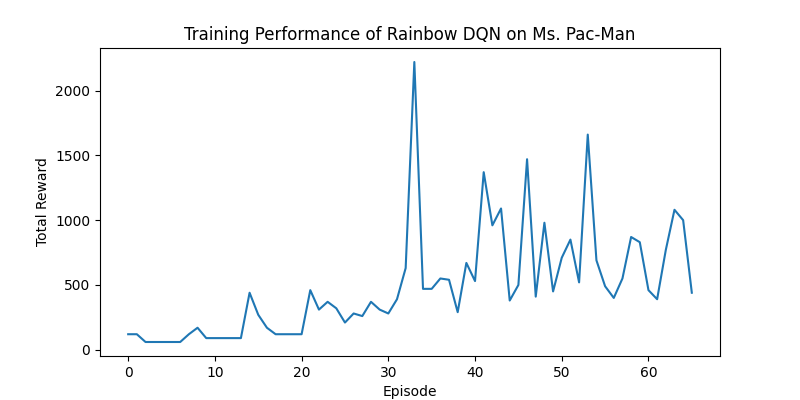 Training Performance of Rainbow DQN on Ms. Pac-Man
Total Reward
2000
1500
1000
500
0
0 10 20 30 40 50 60
Episode